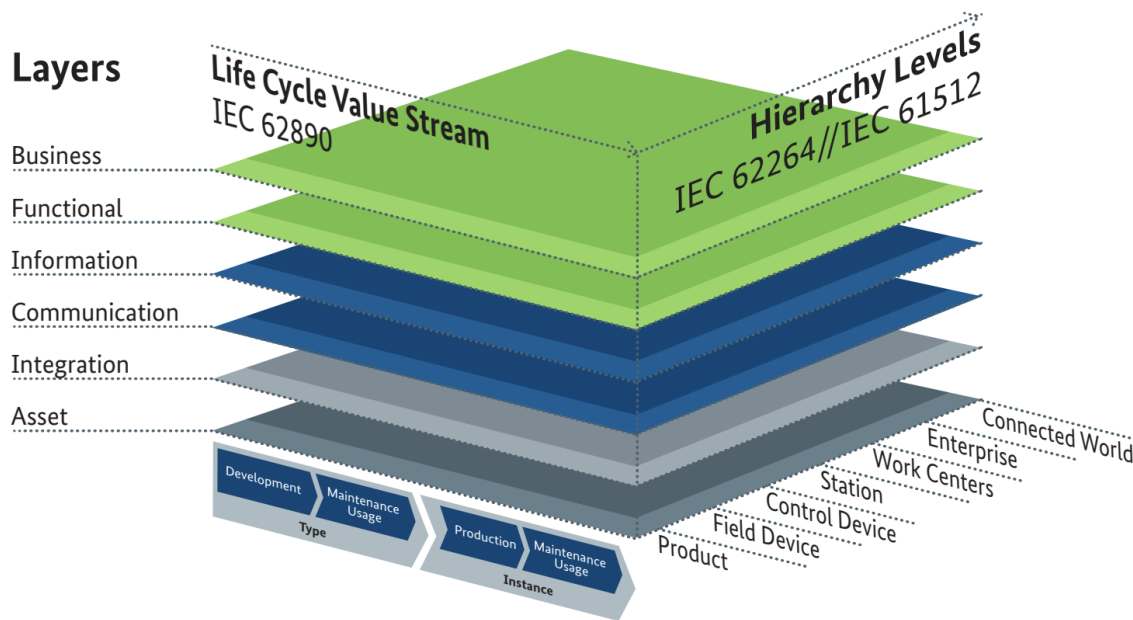 Layers
Life Cycle Value Stream
IEC 62890
Hierarchy Levels
IEC 62264//IEC 61512
Business
Functional
Information
Communication
Integration
Asset
Development
Maintenance
Usage
Type
Production
Maintenance
Usage
Instance
Connected World
Enterprise
Work Centers
Station
Control Device
Field Device
Product